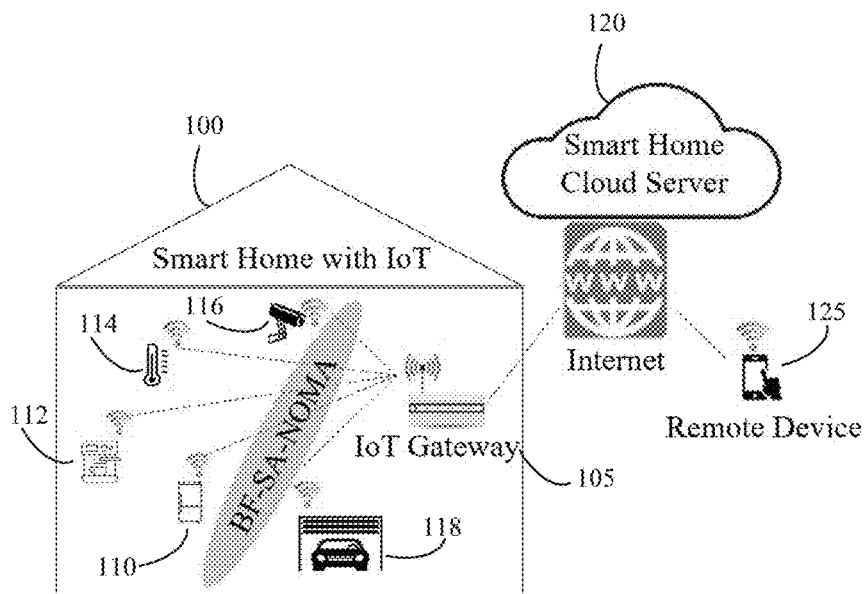 120
Smart Home
Cloud Server
100
Smart Home with IoT
WWW
116
114
125
Internet
112
IoT Gateway
Remote Device
BF-SA-NOMA
105
110
118